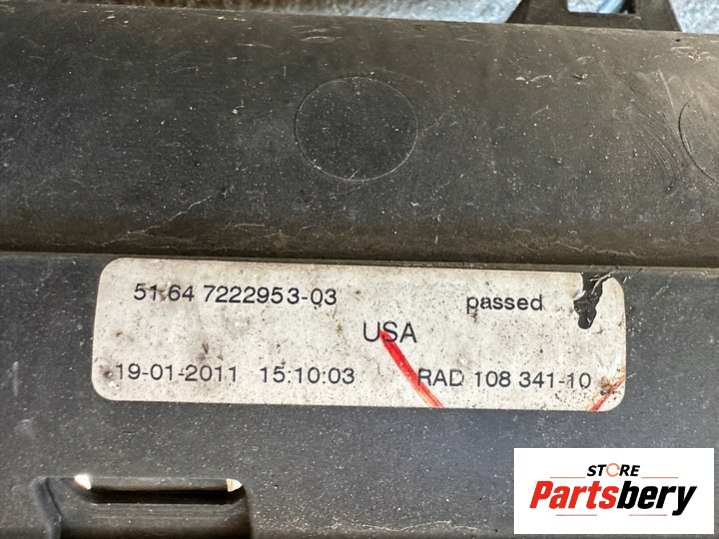 51.64 7222953-03 passed
USA
19-01-2011 15:10:03 RAD 108 341-10
STORE
Partsbery